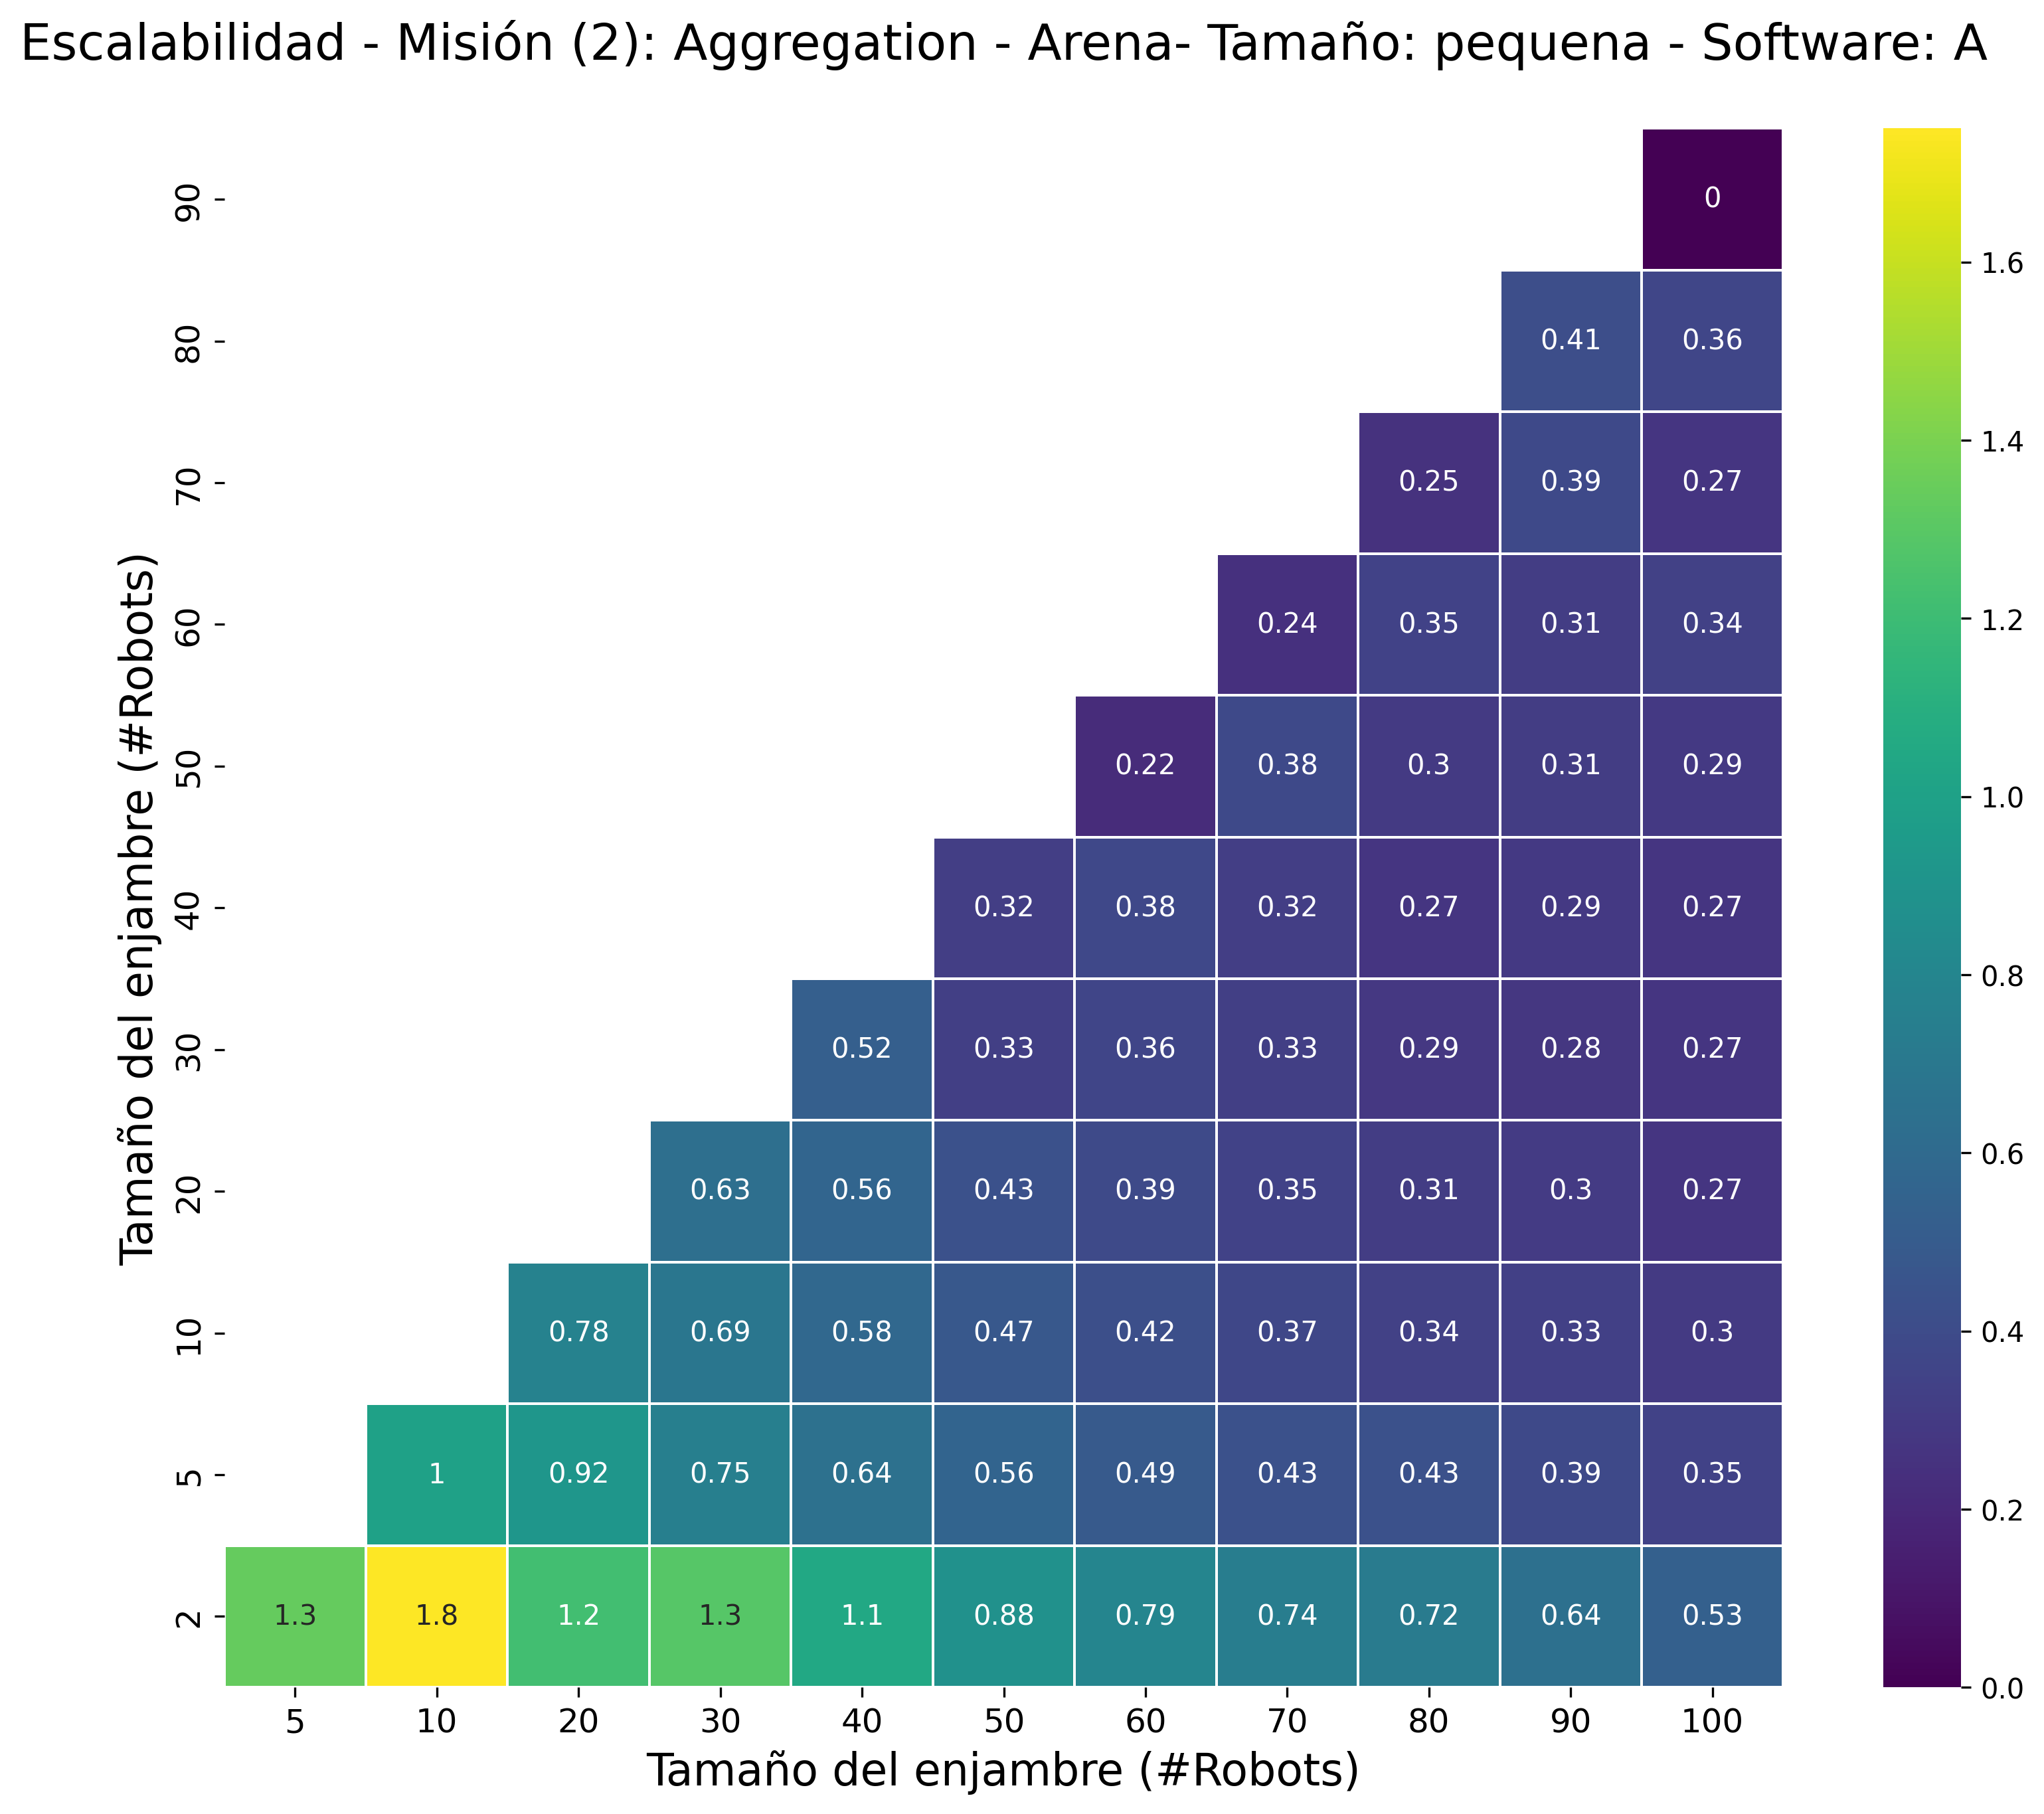 Escalabilidad - Misión (2): Aggregation - Arena- Tamaño: pequena - Software: A
90
0
1.6
80
0.41 0.36
1.4
70
0.25 0.39 0.27
1.2
60
0.24 0.35 0.31 0.34
Tamaño del enjambre (#Robots)
50
0.22 0.38 0.3 0.31 0.29
1.0
40
0.32 0.38 0.32 0.27 0.29 0.27
0.8
30
0.52 0.33 0.36 0.33 0.29 0.28 0.27
0.6
20
0.63 0.56 0.43 0.39 0.35 0.31 0.3 0.27
10
0.78 0.69 0.58 0.47 0.42 0.37 0.34 0.33 0.3
0.4
5
1 0.92 0.75 0.64 0.56 0.49 0.43 0.43 0.39 0.35
0.2
2
1.3 1.8 1.2 1.3 1.1 0.88 0.79 0.74 0.72 0.64 0.53
0.0
5 10 20 30 40 50 60 70 80 90 100
Tamaño del enjambre (#Robots)